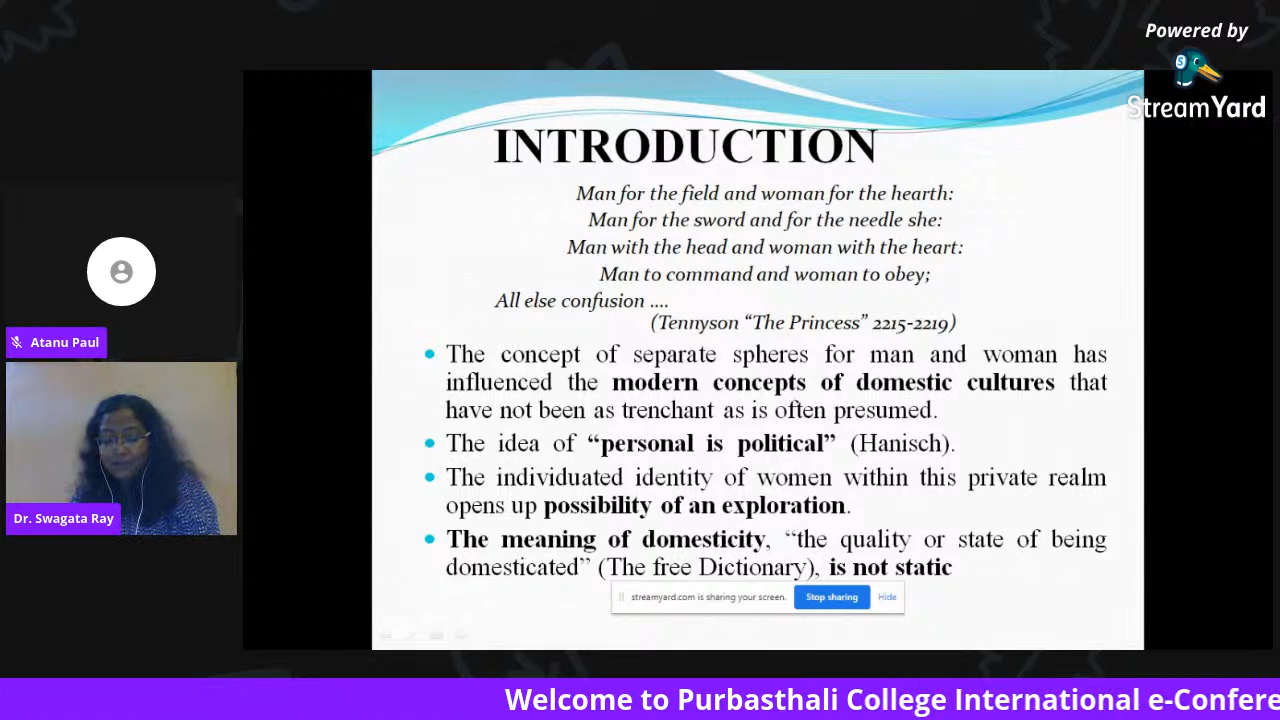 Powered by
StreamYard
INTRODUCTION
Man for the field and woman for the hearth:
Man for the sword and for the needle she:
Man with the head and woman with the heart:
Man to command and woman to obey;
All else confusion ....
(Tennyson “The Princess” 2215-2219)
• The concept of separate spheres for man and woman has
influenced the modern concepts of domestic cultures that
have not been as trenchant as is often presumed.
• The idea of “personal is political” (Hanisch).
• The individuated identity of women within this private realm
opens up possibility of an exploration.
• The meaning of domesticity, “the quality or state of being
domesticated” (The free Dictionary), is not static
streamyard.com is sharing your screen. Stop sharing Hide
Atanu Paul
Dr. Swagata Ray
Welcome to Purbasthali College International e-Confere